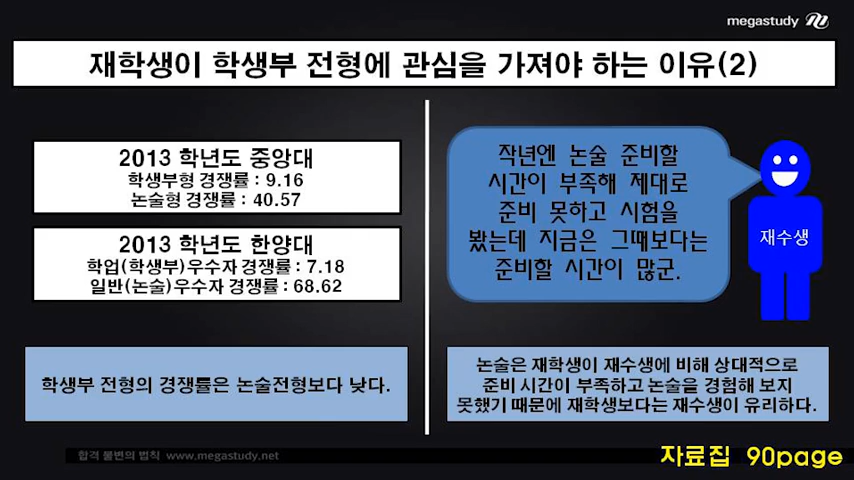 megastudy
재학생이 학생부 전형에 관심을 가져야 하는 이유(2)
2013 학년도 중앙대
학생부형 경쟁률 : 9.16
논술형 경쟁률 : 40.57
2013 학년도 한양대
학업(학생부)우수자 경쟁률 : 7.18
일반(논술)우수자 경쟁률 : 68.62
학생부 전형의 경쟁률은 논술전형보다 낮다.
작년엔 논술 준비할
시간이 부족해 제대로
준비 못하고 시험을
봤는데 지금은 그때보다는
준비할 시간이 많군.
재수생
논술은 재학생이 재수생에 비해 상대적으로
준비 시간이 부족하고 논술을 경험해 보지
못했기 때문에 재학생보다는 재수생이 유리하다.
합격 불변의 법칙 www.megastudy.net
자료집 90page